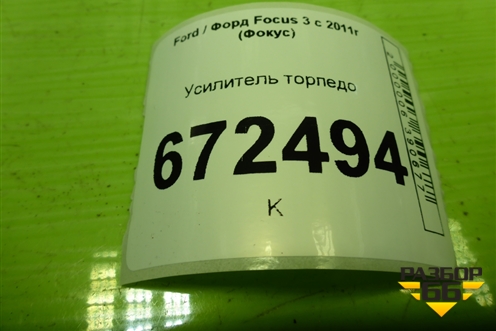 Ford / Форд Focus 3 с 2011г
(Фокус)
Усилитель торпедо
672494
К
РАЗБОР
66